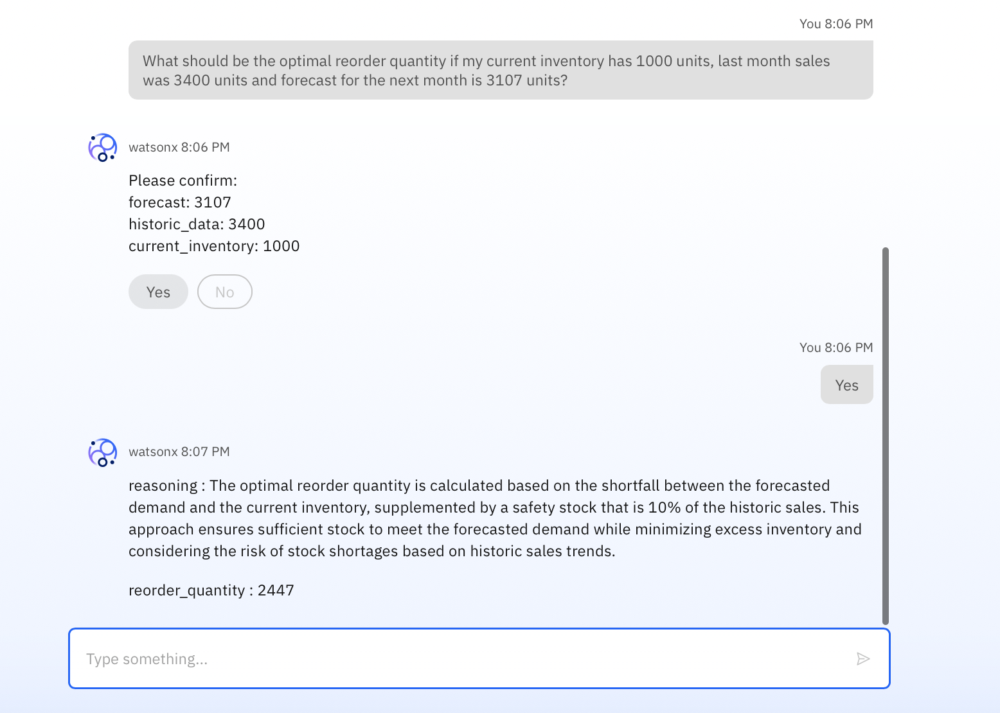 You 8:06 PM
What should be the optimal reorder quantity if my current inventory has 1000 units, last month sales
was 3400 units and forecast for the next month is 3107 units?
watsonx 8:06 PM
Please confirm:
forecast: 3107
historic_data: 3400
current_inventory: 1000
Yes No
You 8:06 PM
Yes
watsonx 8:07 PM
reasoning : The optimal reorder quantity is calculated based on the shortfall between the forecasted
demand and the current inventory, supplemented by a safety stock that is 10% of the historic sales. This
approach ensures sufficient stock to meet the forecasted demand while minimizing excess inventory and
considering the risk of stock shortages based on historic sales trends.
reorder_quantity : 2447
Type something...